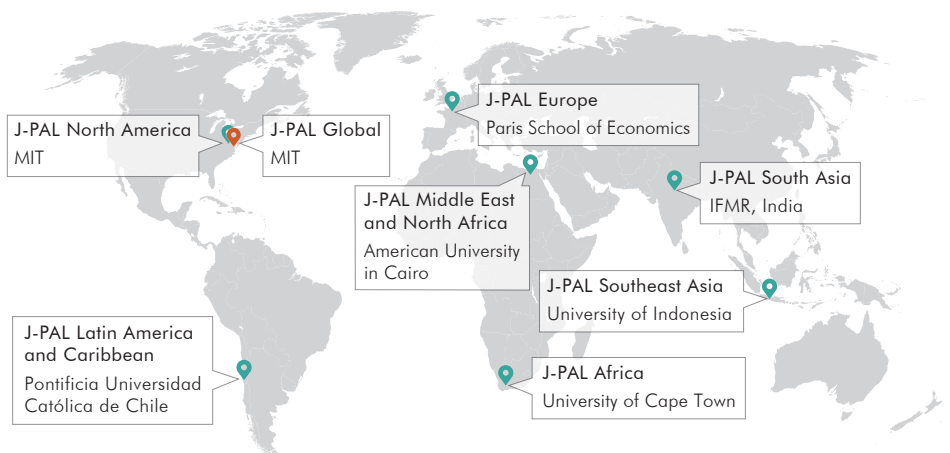 J-PAL North America
MIT
J-PAL Global
MIT
J-PAL Europe
Paris School of Economics
J-PAL Middle East
and North Africa
American University
in Cairo
J-PAL South Asia
IFMR, India
J-PAL Southeast Asia
University of Indonesia
J-PAL Latin America
and Caribbean
Pontificia Universidad
Católica de Chile
J-PAL Africa
University of Cape Town